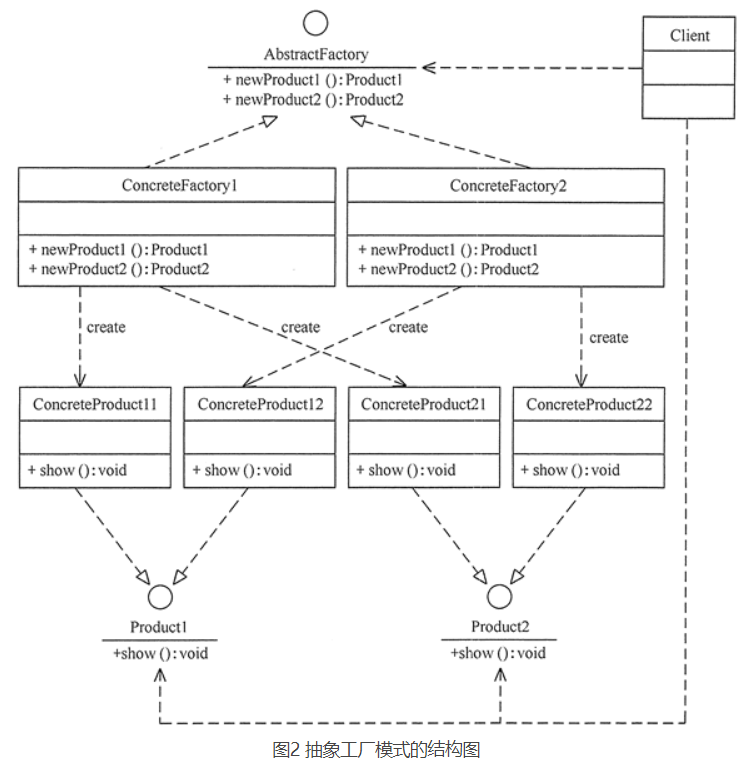 AbstractFactory
+ newProduct1 ():Product1
+ newProduct2 ():Product2
Client
ConcreteFactory1
+ newProduct1 ():Product1
+ newProduct2 ():Product2
ConcreteFactory2
+ newProduct1 ():Product1
+ newProduct2 ():Product2
create
create
create
create
ConcreteProduct11
+ show ():void
ConcreteProduct12
+ show ():void
ConcreteProduct21
+ show ():void
ConcreteProduct22
+ show ():void
Product1
+show ():void
Product2
+show ():void
图2 抽象工厂模式的结构图